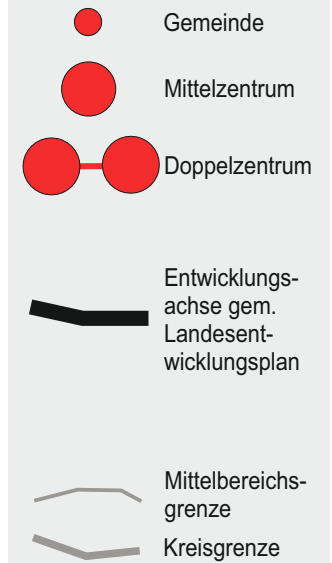 Gemeinde
Mittelzentrum
Doppelzentrum
Entwicklungs-
achse gem.
Landesent-
wicklungsplan
Mittelbereichs-
grenze
Kreisgrenze